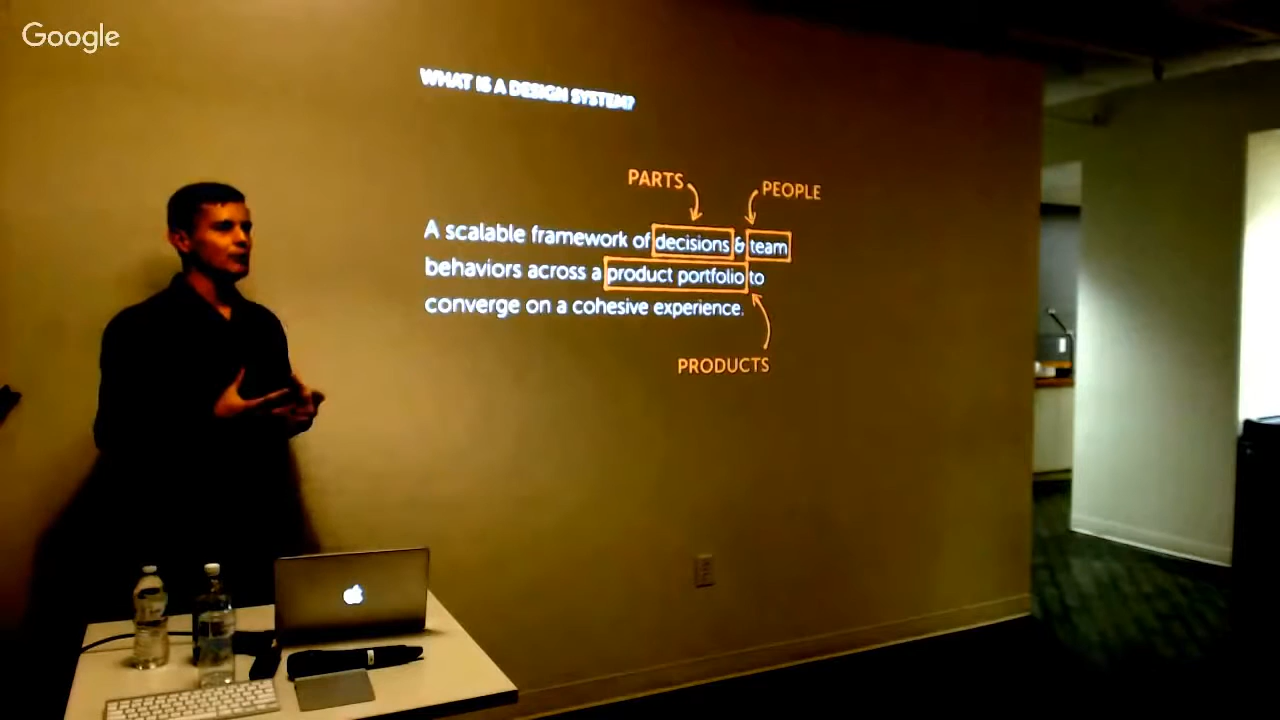 Google
WHAT IS A DESIGN SYSTEM?
PARTS
PEOPLE
A scalable framework of decisions & team
behaviors across a product portfolio to
converge on a cohesive experience.
PRODUCTS